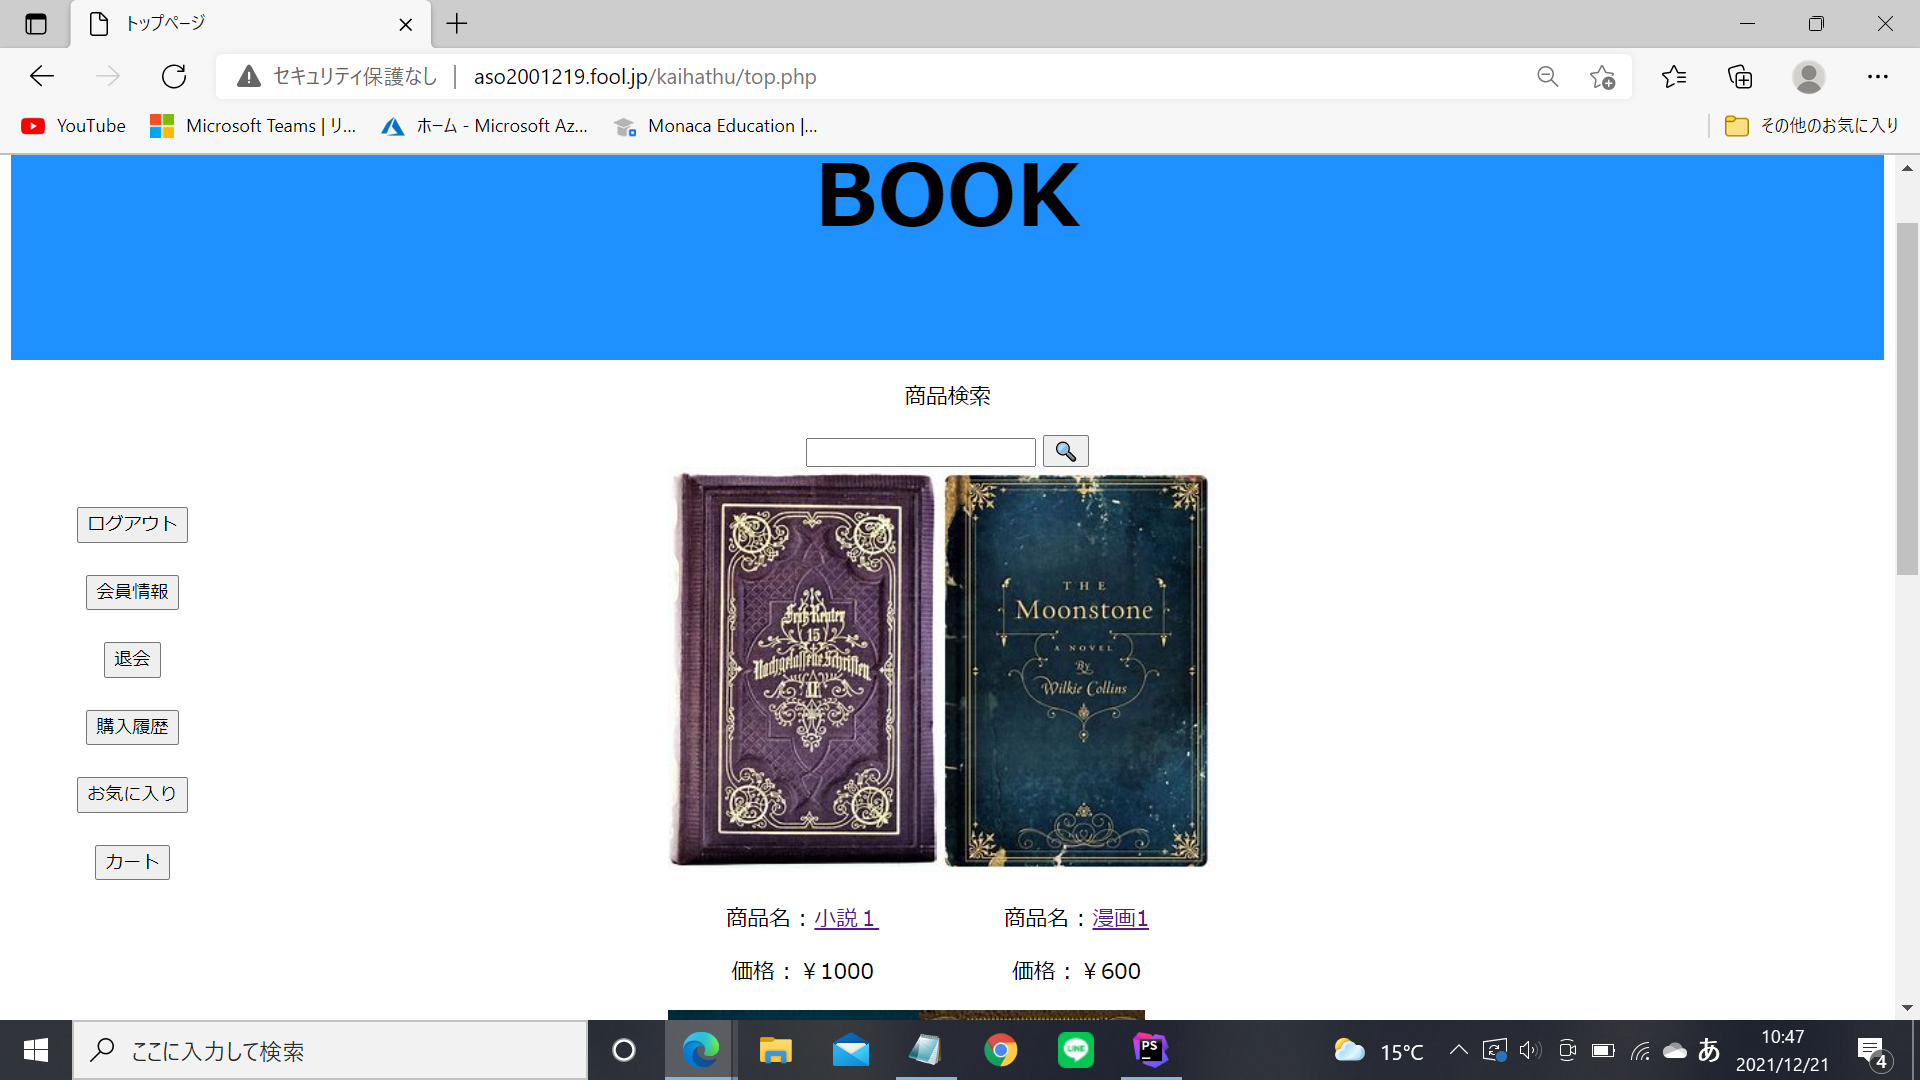 トップページ
セキュリティ保護なし | aso2001219.fool.jp/kaihathu/top.php
YouTube Microsoft Teams | リ... ホーム - Microsoft Az... Monaca Education |... その他のお気に入り
BOOK
商品検索
ログアウト
会員情報
退会
購入履歴
お気に入り
カート
Fritz Reuter
15
Nachgelassene Schriften
II
THE
Moonstone
A NOVEL
By
Wilkie Collins
商品名：小説１ 商品名：漫画1
価格：￥1000 価格：￥600
ここに入力して検索
PS
LINE
15°C
あ
10:47
2021/12/21
4